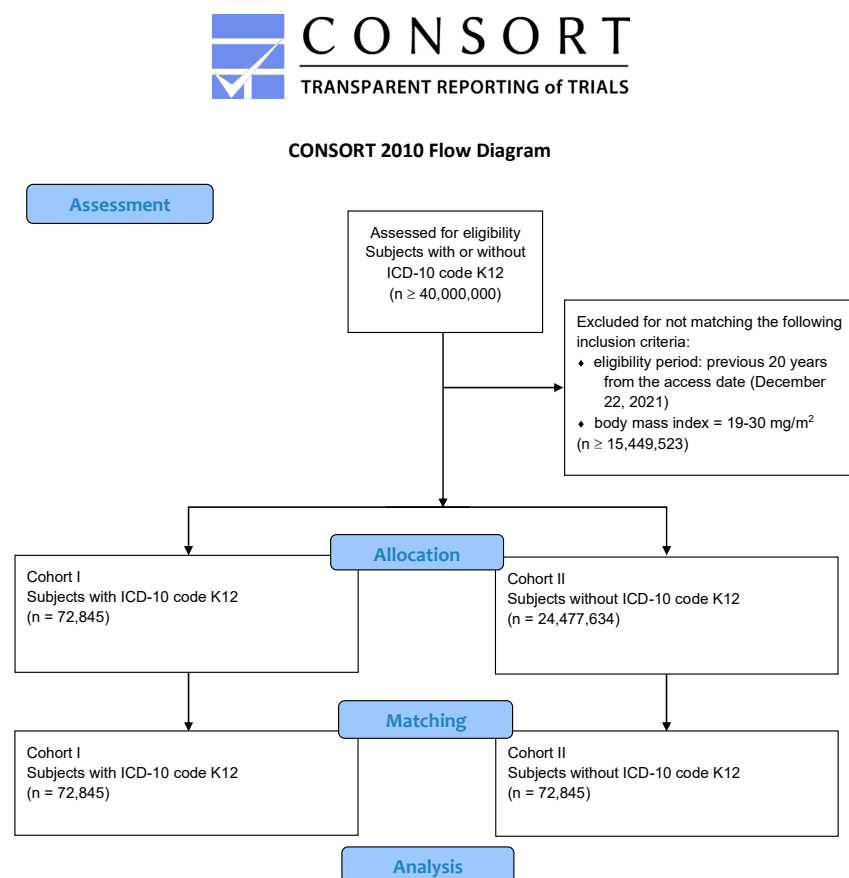 CONSORT
TRANSPARENT REPORTING of TRIALS
CONSORT 2010 Flow Diagram
Assessment
Assessed for eligibility
Subjects with or without
ICD-10 code K12
(n ≥ 40,000,000)
Excluded for not matching the following
inclusion criteria:
♦ eligibility period: previous 20 years
from the access date (December
22, 2021)
♦ body mass index = 19-30 mg/m²
(n ≥ 15,449,523)
Allocation
Cohort I
Subjects with ICD-10 code K12
(n = 72,845)
Cohort II
Subjects without ICD-10 code K12
(n = 24,477,634)
Matching
Cohort I
Subjects with ICD-10 code K12
(n = 72,845)
Cohort II
Subjects without ICD-10 code K12
(n = 72,845)
Analysis